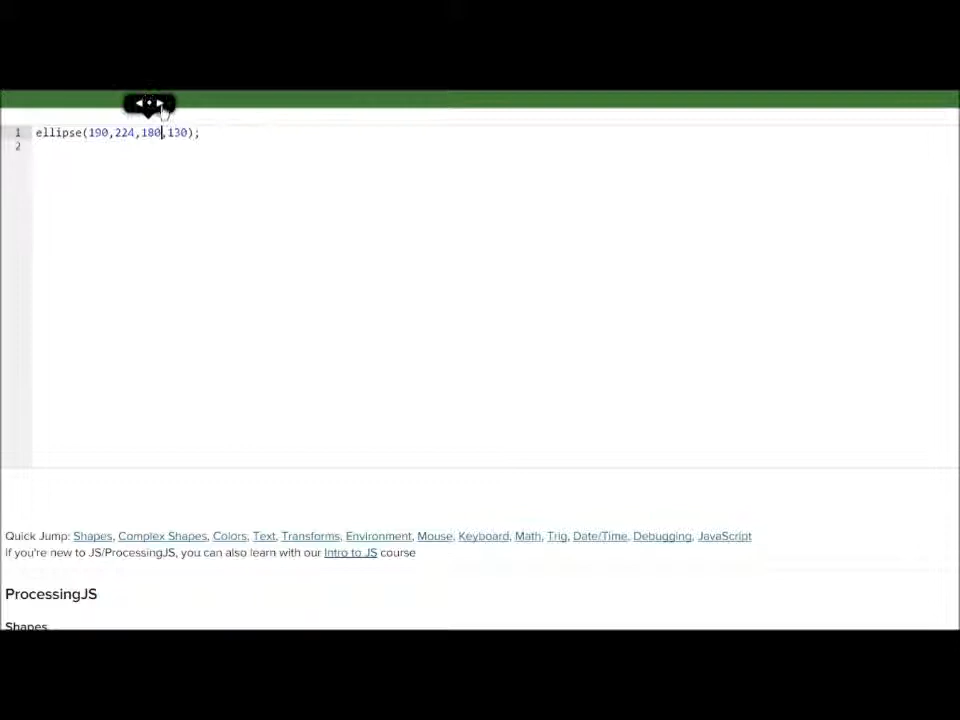 1 ellipse(190,224,180,130);
2
Quick Jump: Shapes, Complex Shapes, Colors, Text, Transforms, Environment, Mouse, Keyboard, Math, Trig, Date/Time, Debugging, JavaScript
If you're new to JS/ProcessingJS, you can also learn with our Intro to JS course
ProcessingJS
Shapes